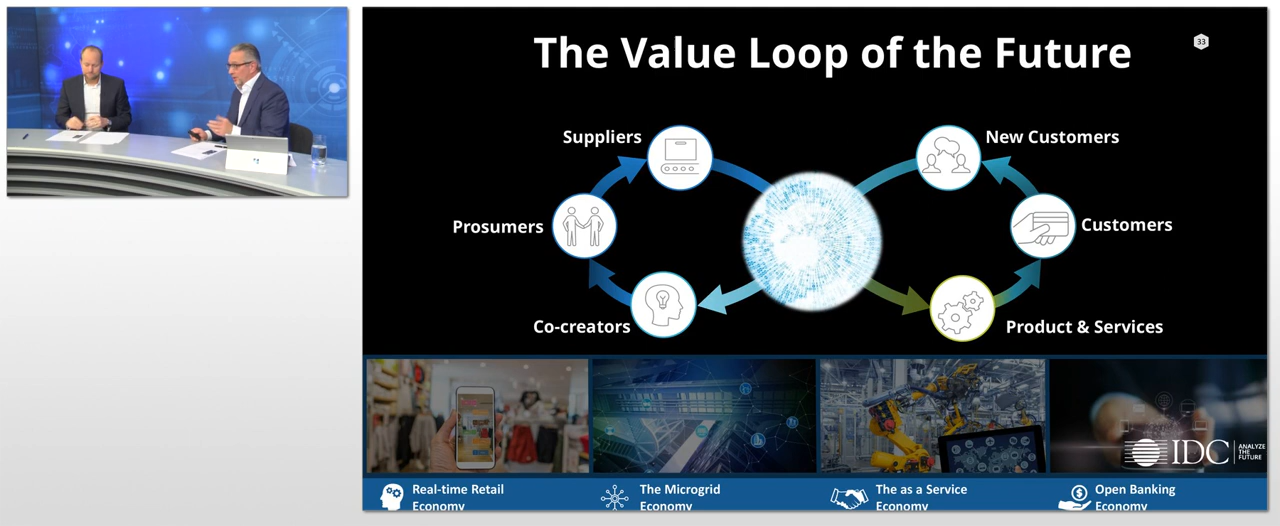 The Value Loop of the Future
33
Suppliers
New Customers
Prosumers
Customers
Co-creators
Product & Services
IDC
ANALYZE
THE
FUTURE
Real-time Retail
Economy
The Microgrid
Economy
The as a Service
Economy
Open Banking
Economy